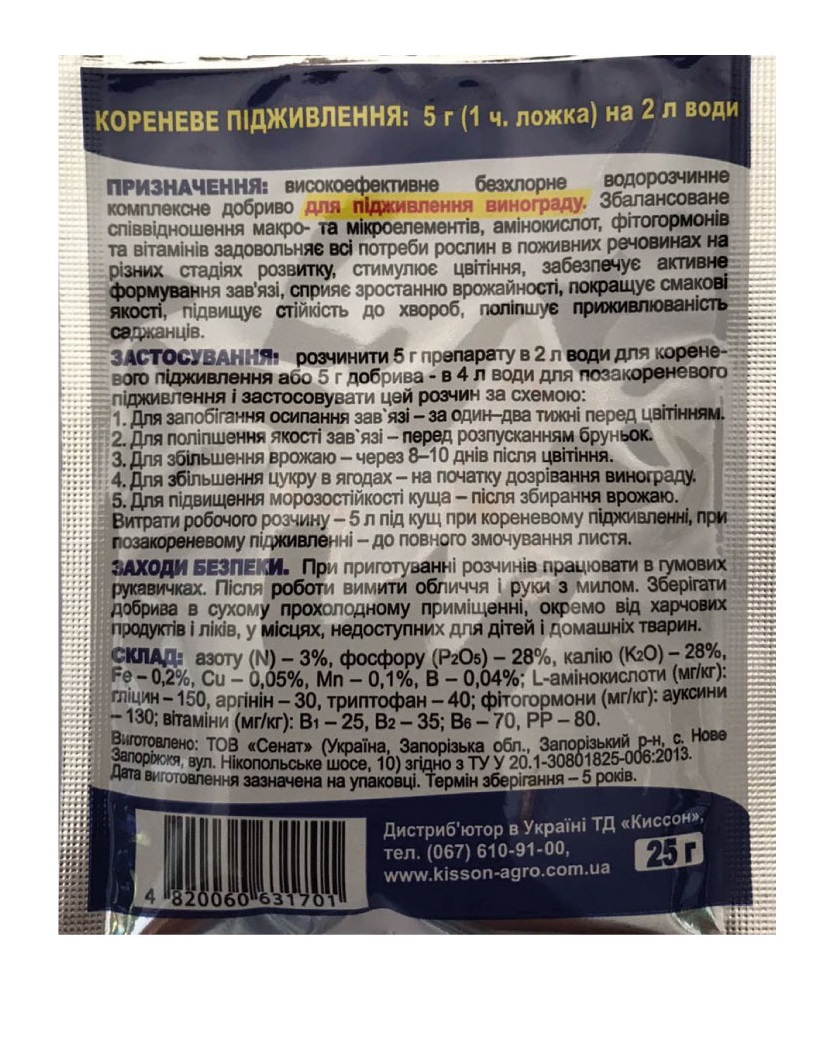 КОРЕНЕВЕ ПІДЖИВЛЕННЯ: 5 г (1 ч. ложка) на 2 л води
ПРИЗНАЧЕННЯ: високоефективне безхлорне водорозчинне
комплексне добриво для підживлення винограду. Збалансоване
співвідношення макро- та мікроелементів, амінокислот, фітогормонів
та вітамінів задовольняє всі потреби рослин в поживних речовинах на
різних стадіях розвитку, стимулює цвітіння, забезпечує активне
формування зав'язі, сприяє зростанню врожайності, покращує смакові
якості, підвищує стійкість до хвороб, поліпшує приживлюваність
саджанців.
ЗАСТОСУВАННЯ: розчинити 5 г препарату в 2 л води для корене-
вого підживлення або 5 г добрива - в 4 л води для позакореневого
підживлення і застосовувати цей розчин за схемою:
1. Для запобігання осипання зав`язі – за один–два тижні перед цвітінням.
2. Для поліпшення якості зав`язі – перед розпусканням бруньок.
3. Для збільшення врожаю – через 8–10 днів після цвітіння.
4. Для збільшення цукру в ягодах – на початку дозрівання винограду.
5. Для підвищення морозостійкості куща – після збирання врожаю.
Витрати робочого розчину – 5 л під кущ при кореневому підживленні, при
позакореневому підживленні – до повного змочування листя.
ЗАХОДИ БЕЗПЕКИ. При приготуванні розчинів працювати в гумових
рукавичках. Після роботи вимити обличчя і руки з милом. Зберігати
добрива в сухому прохолодному приміщенні, окремо від харчових
продуктів і ліків, у місцях, недоступних для дітей і домашніх тварин.
СКЛАД: азоту (N) – 3%, фосфору (P2O5) – 28%, калію (K2O) – 28%,
Fe – 0,2%, Cu – 0,05%, Mn – 0,1%, B – 0,04%; L-амінокислоти (мг/кг):
гліцин – 150, аргінін – 30, триптофан – 40; фітогормони (мг/кг): ауксини
– 130; вітаміни (мг/кг): B1 – 25, B2 – 35; B6 – 70, PP – 80.
Виготовлено: ТОВ «Сенат» (Україна, Запорізька обл., Запорізький р-н, с. Нове
Запоріжжя, вул. Нікопольське шосе, 10) згідно з ТУ У 20.1-30801825-006:2013.
Дата виготовлення зазначена на упаковці. Термін зберігання – 5 років.
Дистриб'ютор в Україні ТД «Киссон»,
тел. (067) 610-91-00,
www.kisson-agro.com.ua
25 г
4 820060 631701